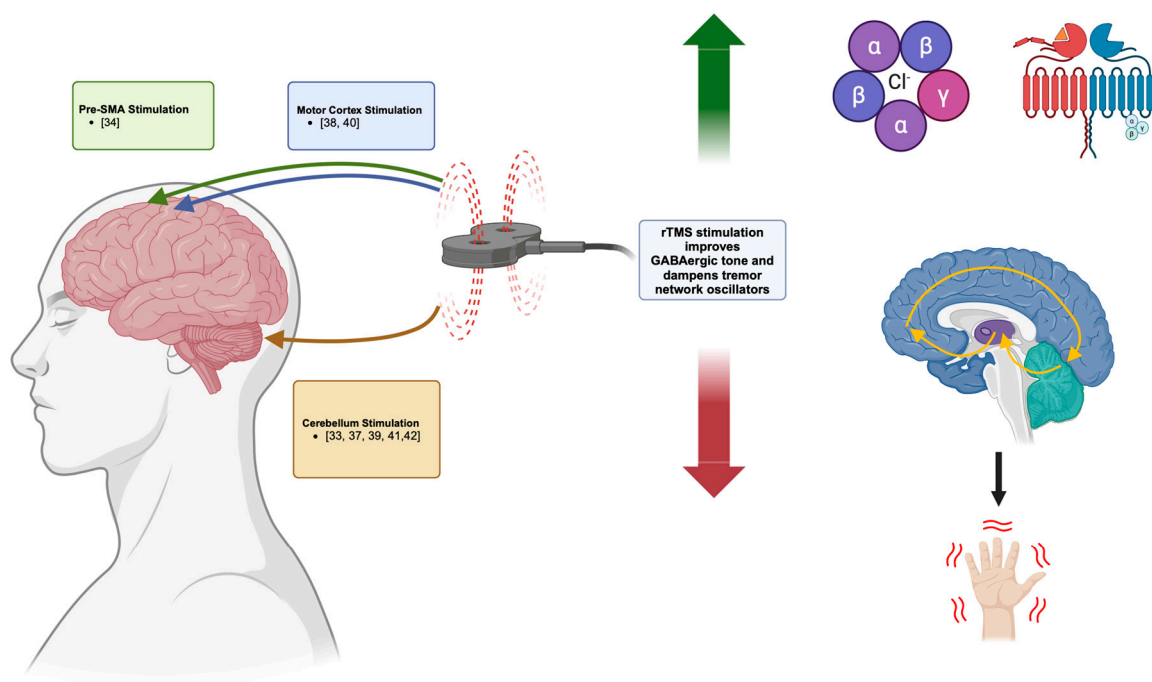 Pre-SMA Stimulation
• [34]
Motor Cortex Stimulation
• [38, 40]
Cerebellum Stimulation
• [33, 37, 39, 41,42]
rTMS stimulation
improves
GABAergic tone and
dampens tremor
network oscillators
α
β
β
Cl⁻
γ
α
α
β
γ